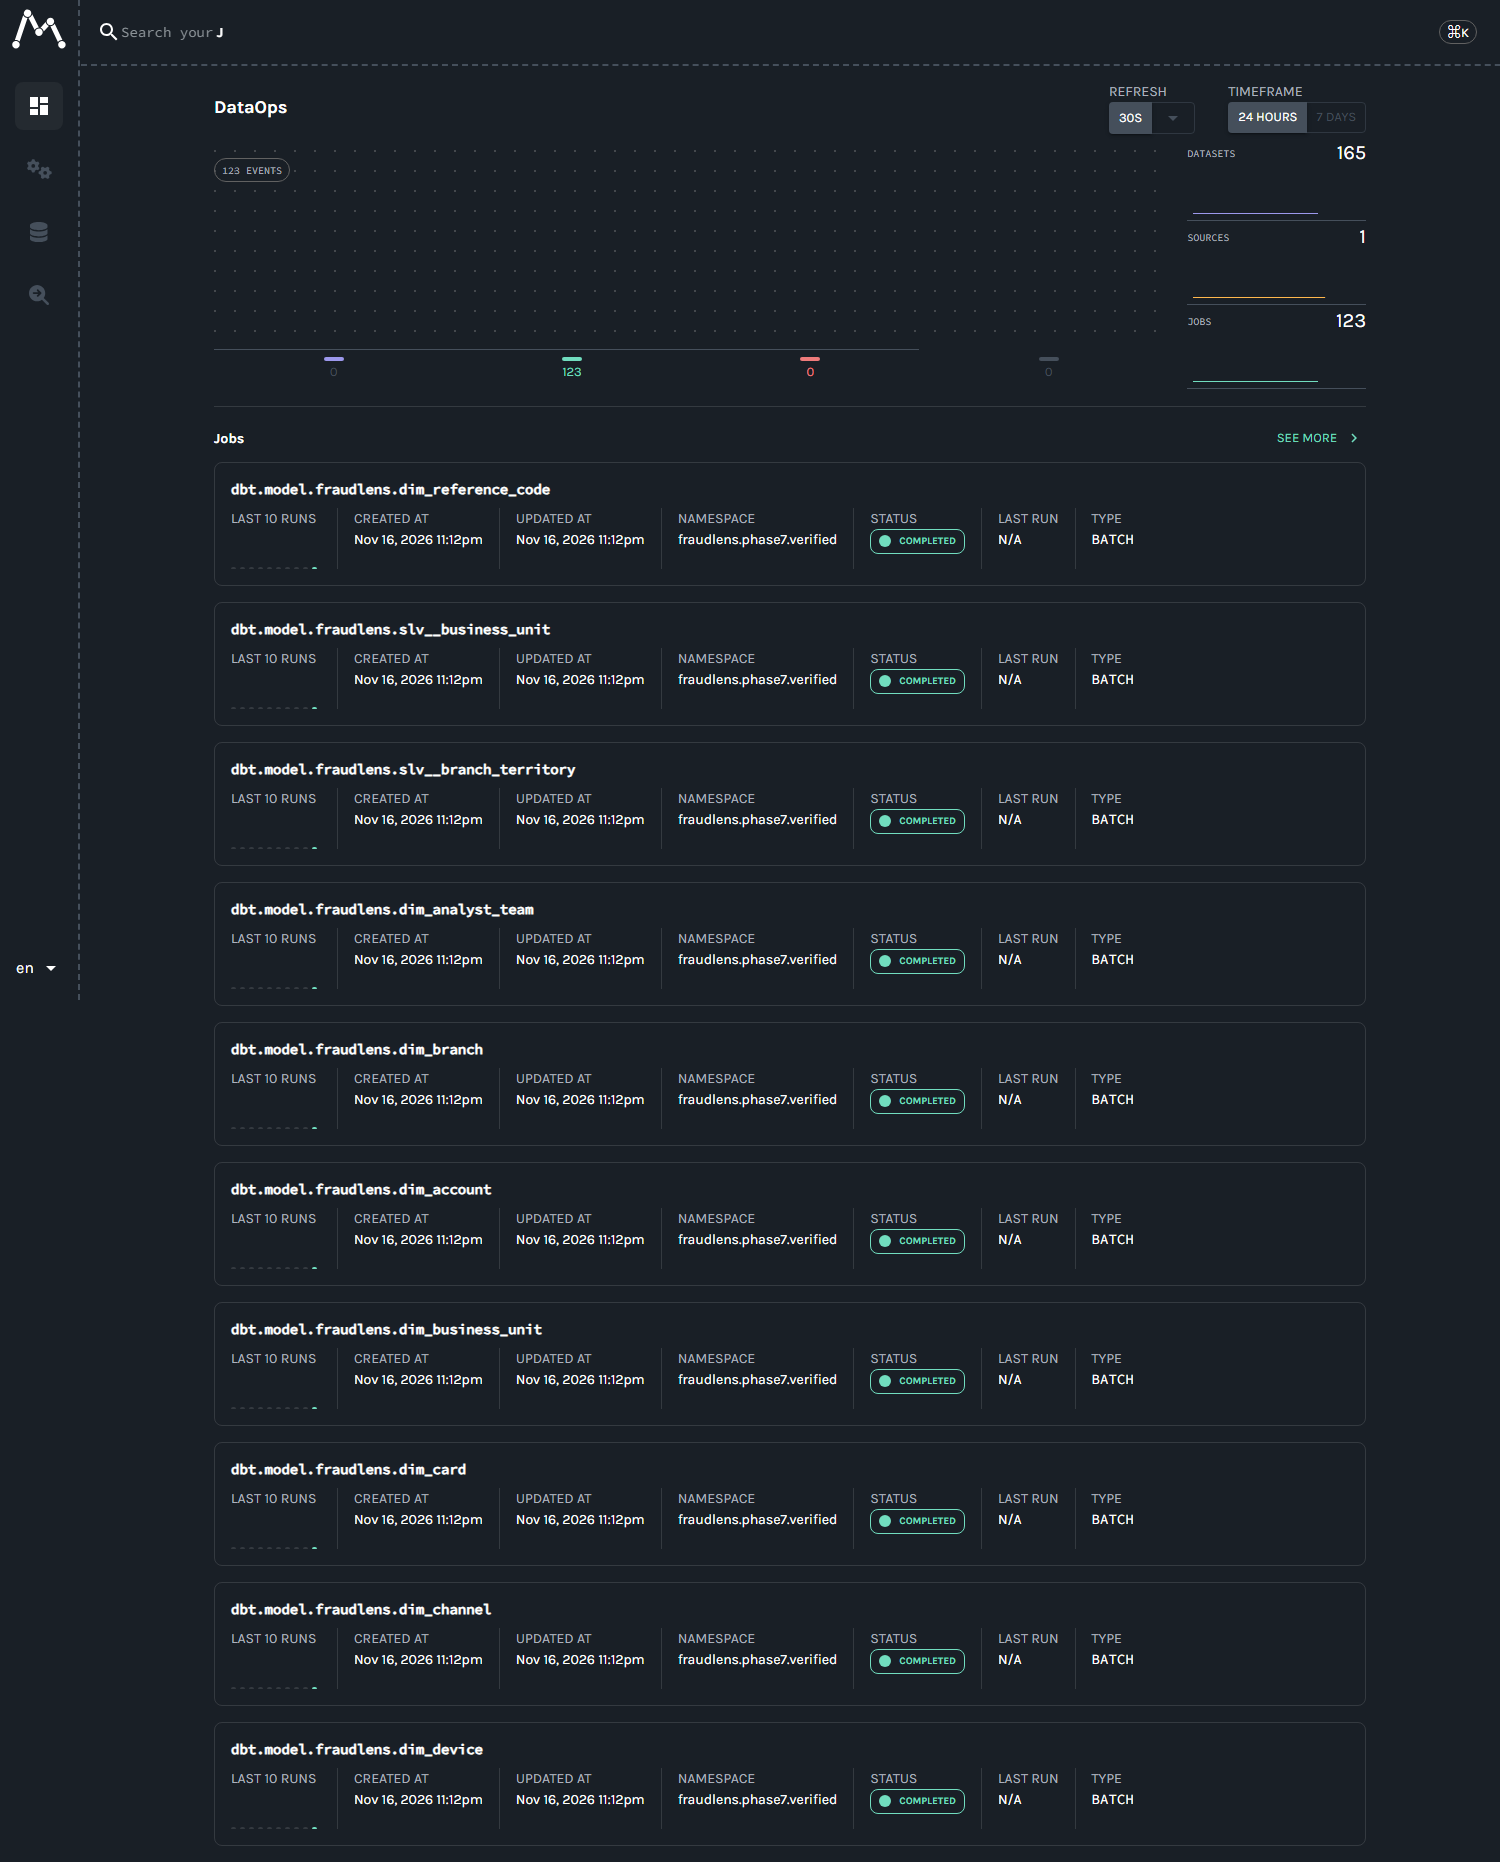 Search your J
⌘K
DataOps
REFRESH
30S
TIMEFRAME
24 HOURS 7 DAYS
123 EVENTS
DATASETS 165
SOURCES 1
JOBS 123
0 123 0 0
Jobs
SEE MORE
dbt.model.fraudlens.dim_reference_code
LAST 10 RUNS CREATED AT UPDATED AT NAMESPACE STATUS LAST RUN TYPE
Nov 16, 2026 11:12pm Nov 16, 2026 11:12pm fraudlens.phase7.verified COMPLETED N/A BATCH
dbt.model.fraudlens.slv__business_unit
LAST 10 RUNS CREATED AT UPDATED AT NAMESPACE STATUS LAST RUN TYPE
Nov 16, 2026 11:12pm Nov 16, 2026 11:12pm fraudlens.phase7.verified COMPLETED N/A BATCH
dbt.model.fraudlens.slv__branch_territory
LAST 10 RUNS CREATED AT UPDATED AT NAMESPACE STATUS LAST RUN TYPE
Nov 16, 2026 11:12pm Nov 16, 2026 11:12pm fraudlens.phase7.verified COMPLETED N/A BATCH
dbt.model.fraudlens.dim_analyst_team
LAST 10 RUNS CREATED AT UPDATED AT NAMESPACE STATUS LAST RUN TYPE
Nov 16, 2026 11:12pm Nov 16, 2026 11:12pm fraudlens.phase7.verified COMPLETED N/A BATCH
en
dbt.model.fraudlens.dim_branch
LAST 10 RUNS CREATED AT UPDATED AT NAMESPACE STATUS LAST RUN TYPE
Nov 16, 2026 11:12pm Nov 16, 2026 11:12pm fraudlens.phase7.verified COMPLETED N/A BATCH
dbt.model.fraudlens.dim_account
LAST 10 RUNS CREATED AT UPDATED AT NAMESPACE STATUS LAST RUN TYPE
Nov 16, 2026 11:12pm Nov 16, 2026 11:12pm fraudlens.phase7.verified COMPLETED N/A BATCH
dbt.model.fraudlens.dim_business_unit
LAST 10 RUNS CREATED AT UPDATED AT NAMESPACE STATUS LAST RUN TYPE
Nov 16, 2026 11:12pm Nov 16, 2026 11:12pm fraudlens.phase7.verified COMPLETED N/A BATCH
dbt.model.fraudlens.dim_card
LAST 10 RUNS CREATED AT UPDATED AT NAMESPACE STATUS LAST RUN TYPE
Nov 16, 2026 11:12pm Nov 16, 2026 11:12pm fraudlens.phase7.verified COMPLETED N/A BATCH
dbt.model.fraudlens.dim_channel
LAST 10 RUNS CREATED AT UPDATED AT NAMESPACE STATUS LAST RUN TYPE
Nov 16, 2026 11:12pm Nov 16, 2026 11:12pm fraudlens.phase7.verified COMPLETED N/A BATCH
dbt.model.fraudlens.dim_device
LAST 10 RUNS CREATED AT UPDATED AT NAMESPACE STATUS LAST RUN TYPE
Nov 16, 2026 11:12pm Nov 16, 2026 11:12pm fraudlens.phase7.verified COMPLETED N/A BATCH